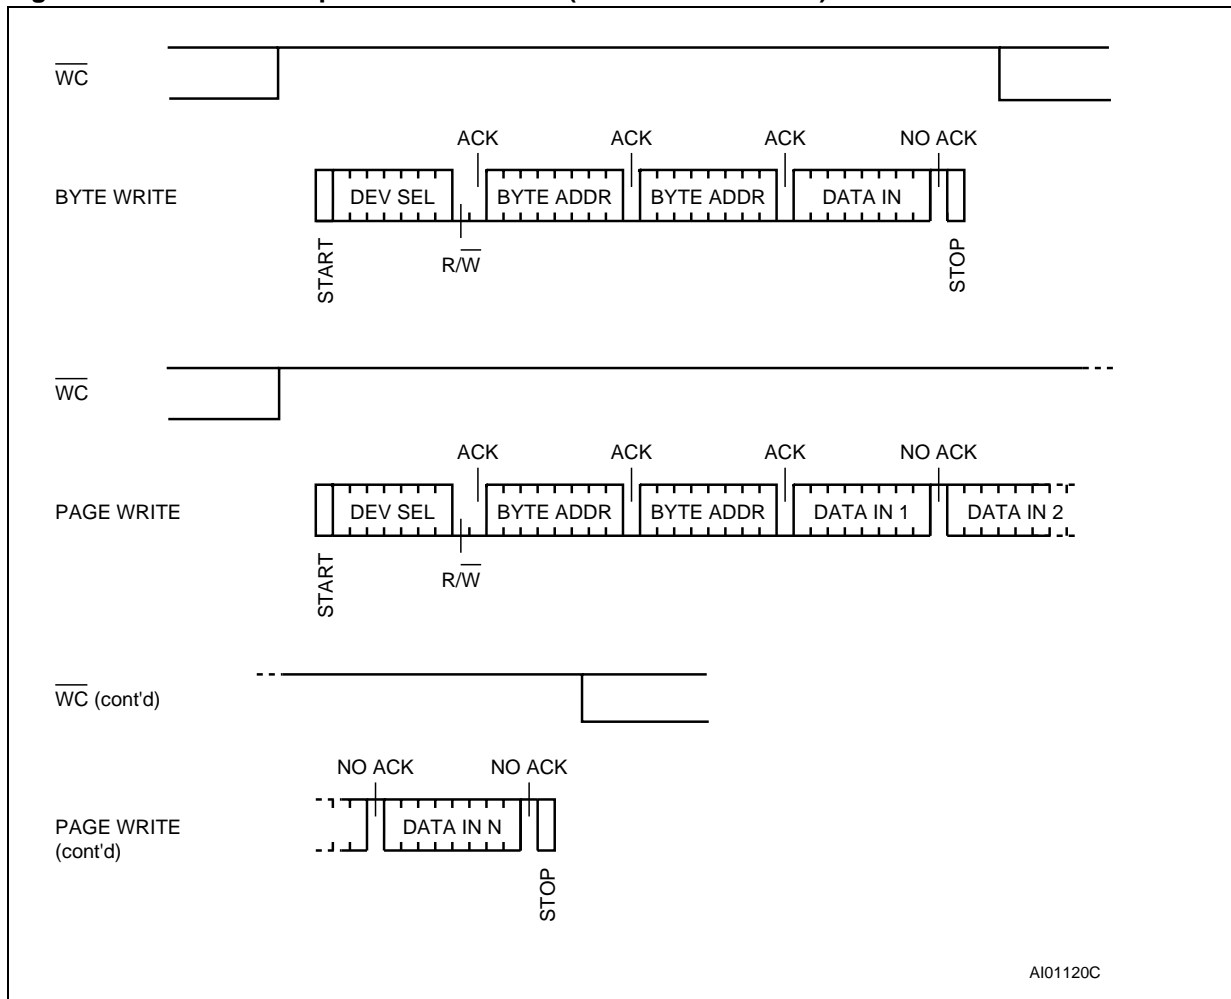 WC
ACK ACK ACK NO ACK
BYTE WRITE DEV SEL BYTE ADDR BYTE ADDR DATA IN
START R/W STOP
WC
ACK ACK ACK NO ACK
PAGE WRITE DEV SEL BYTE ADDR BYTE ADDR DATA IN 1 DATA IN 2
START R/W
WC (cont'd)
NO ACK NO ACK
PAGE WRITE DATA IN N
(cont'd)
STOP
AI01120C